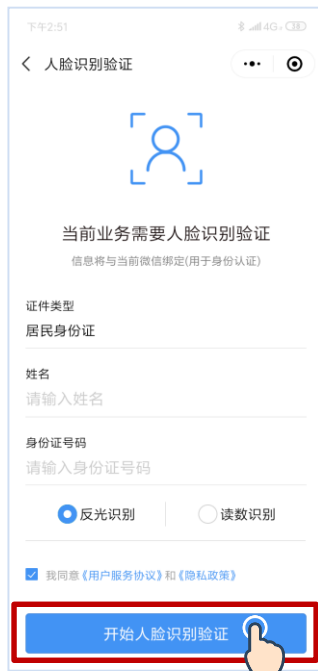 下午2:51
4G
人脸识别验证
当前业务需要人脸识别验证
信息将与当前微信绑定(用于身份认证)
证件类型
居民身份证
姓名
请输入姓名
身份证号码
请输入身份证号码
反光识别 读数识别
我同意《用户服务协议》和《隐私政策》
开始人脸识别验证